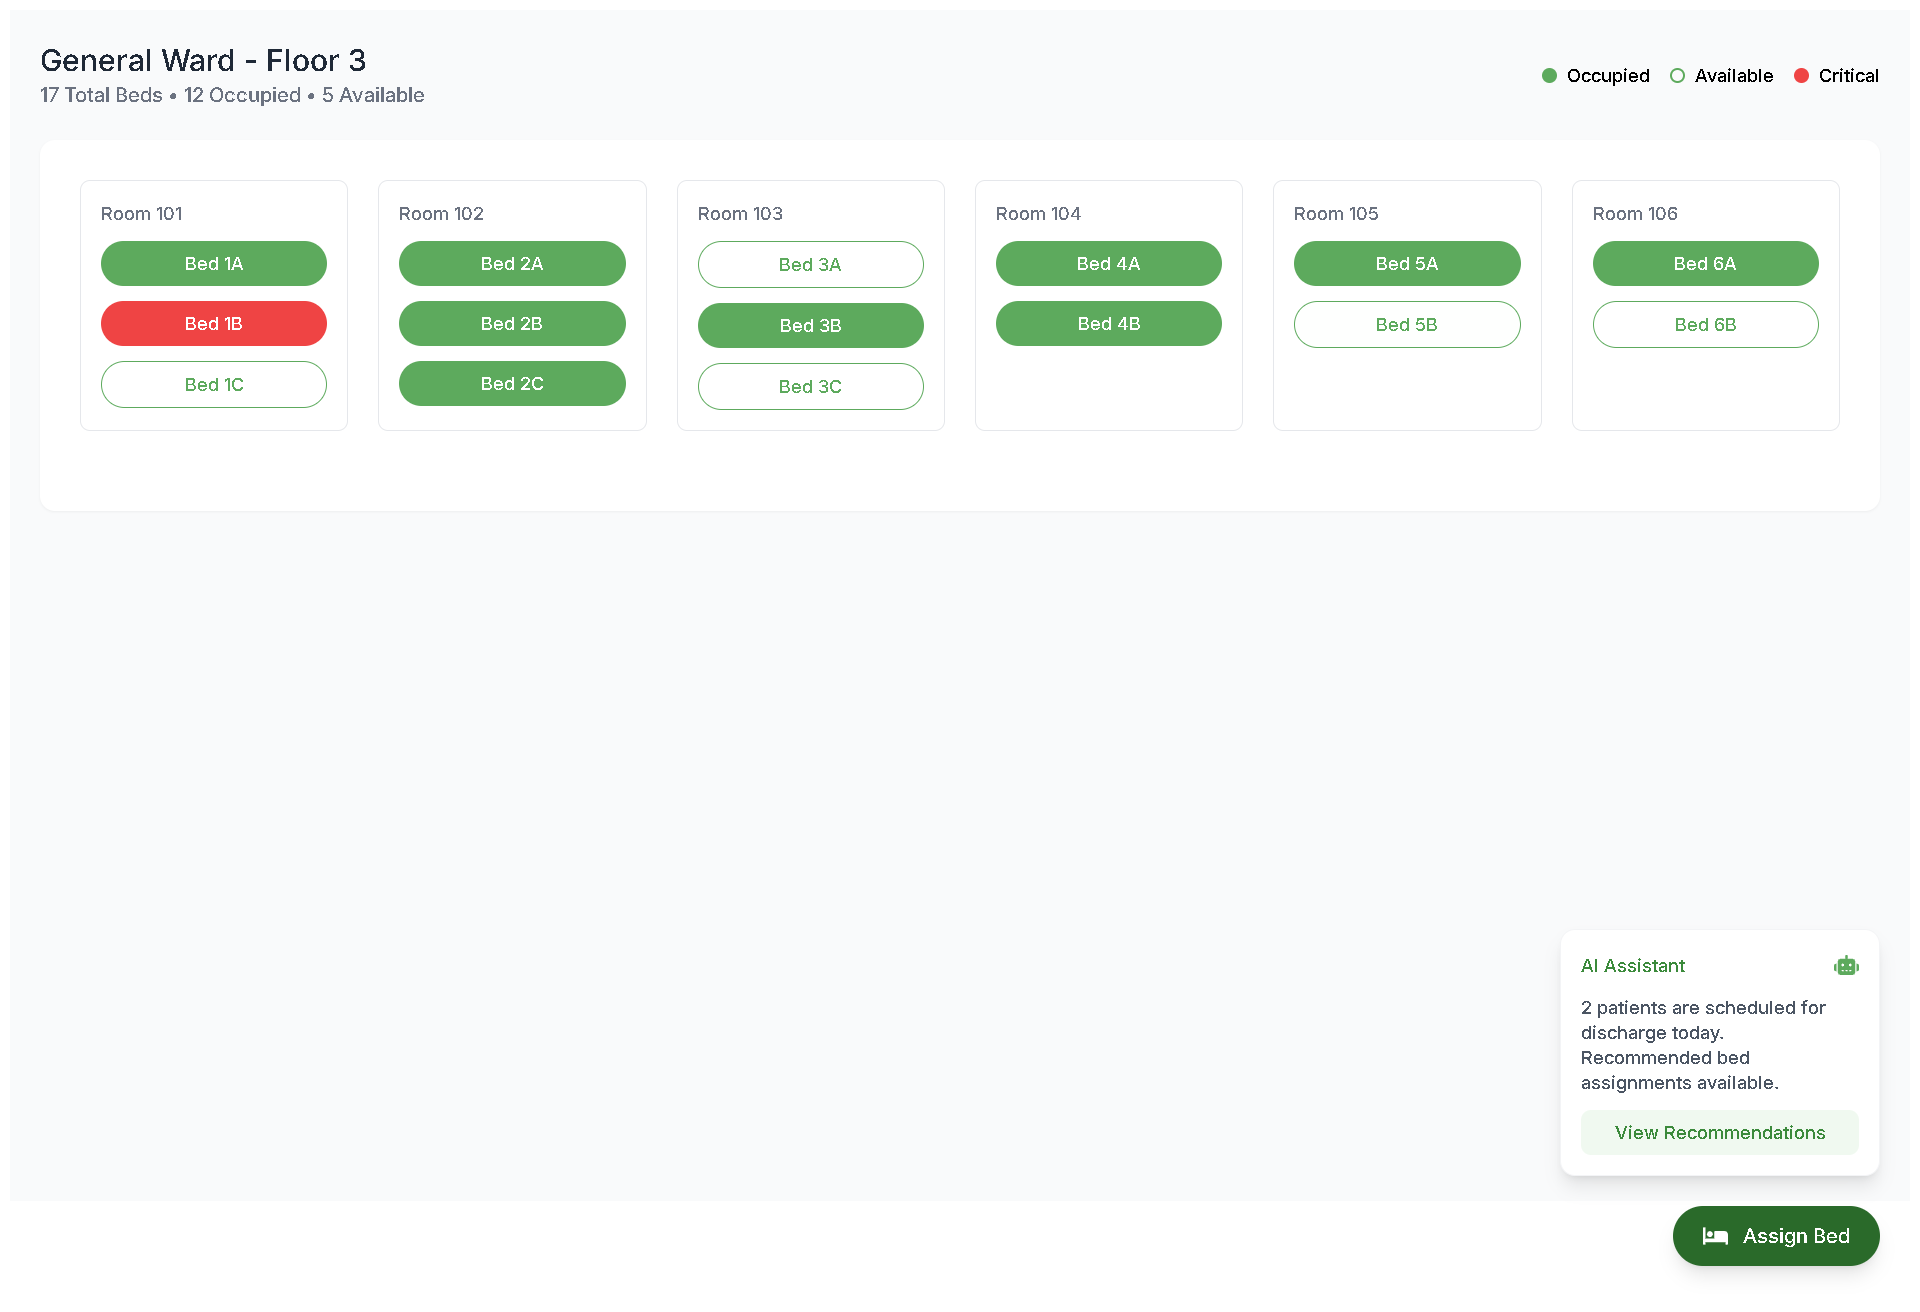 General Ward - Floor 3
17 Total Beds • 12 Occupied • 5 Available
Occupied
Available
Critical
Room 101
Bed 1A
Bed 1B
Bed 1C
Room 102
Bed 2A
Bed 2B
Bed 2C
Room 103
Bed 3A
Bed 3B
Bed 3C
Room 104
Bed 4A
Bed 4B
Room 105
Bed 5A
Bed 5B
Room 106
Bed 6A
Bed 6B
AI Assistant
2 patients are scheduled for
discharge today.
Recommended bed
assignments available.
View Recommendations
Assign Bed